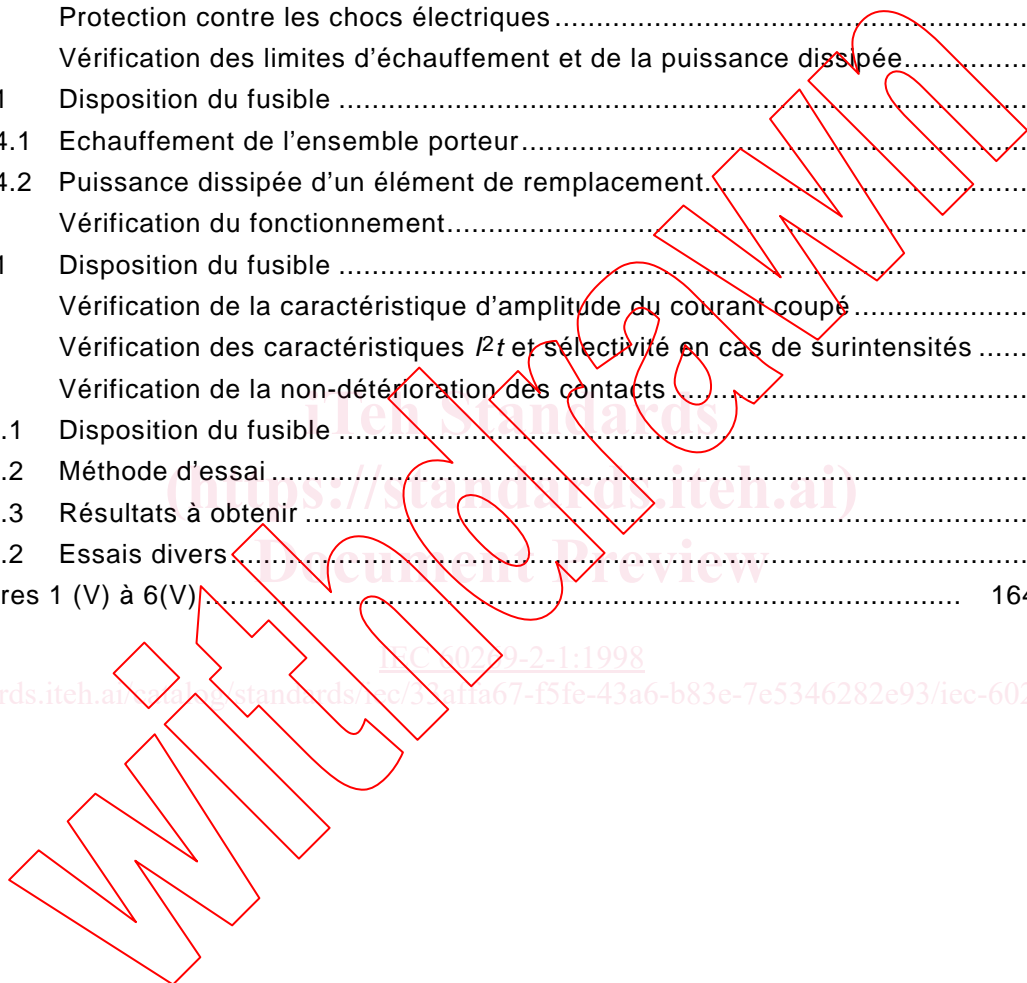 Protection contre les chocs électriques ..........
Vérification des limites d'échauffement et de la puissance dissipée ..........
1 Disposition du fusible ..........
4.1 Echauffement de l'ensemble porteur ..........
4.2 Puissance dissipée d'un élément de remplacement ..........
Vérification du fonctionnement ..........
1 Disposition du fusible ..........
Vérification de la caractéristique d'amplitude du courant coupé ..........
Vérification des caractéristiques I2t et sélectivité en cas de surintensités ..........
Vérification de la non-détérioration des contacts ..........
iTeh Standards
.1 Disposition du fusible ..........
.2 Méthode d'essai ..........
(https://standards.iteh.ai)
.3 Résultats à obtenir ..........
.2 Essais divers ..........
Document Preview
res 1 (V) à 6(V) .......... 164
IEC 60269-2-1:1998
rds.iteh.ai/catalog/standards/iec/33affa67-f5fe-43a6-b83e-7e5346282e93/iec-602
withdrawn